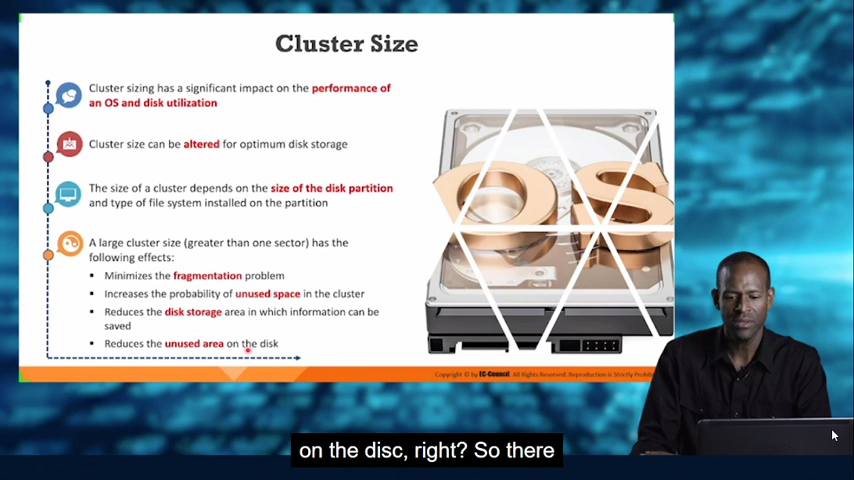 Cluster Size
Cluster sizing has a significant impact on the performance of
an OS and disk utilization
Cluster size can be altered for optimum disk storage
The size of a cluster depends on the size of the disk partition
and type of file system installed on the partition
A large cluster size (greater than one sector) has the
following effects:
▪ Minimizes the fragmentation problem
▪ Increases the probability of unused space in the cluster
▪ Reduces the disk storage area in which information can be
saved
▪ Reduces the unused area on the disk
OS
Copyright © by EC-Council. All Rights Reserved. Reproduction is Strictly
on the disc, right? So there